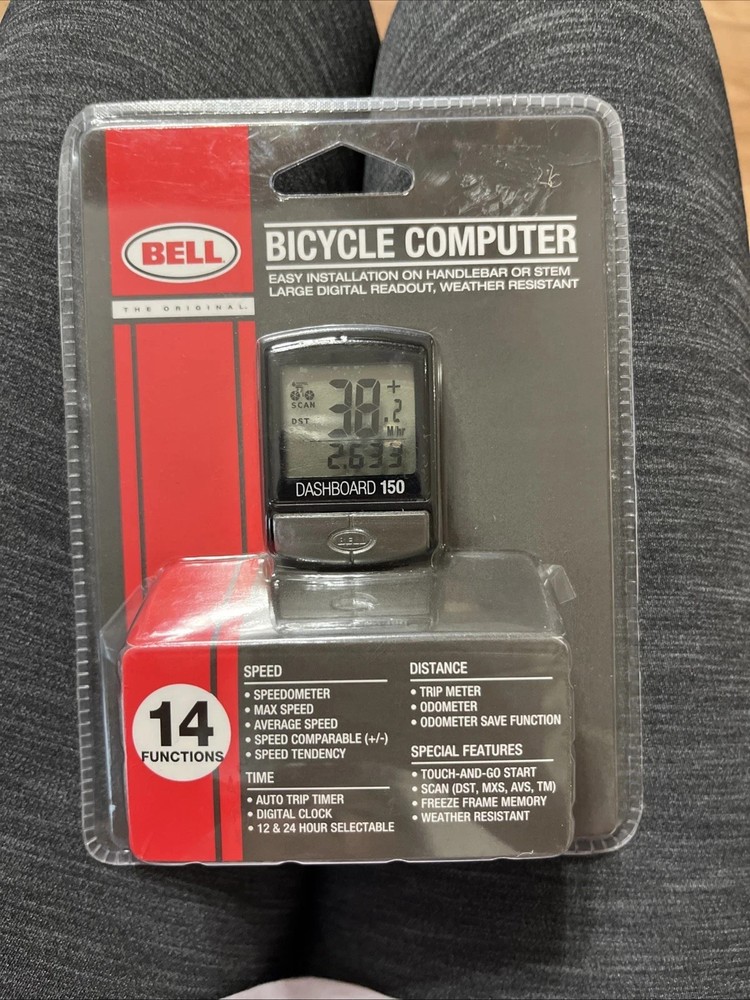 BELL
THE ORIGINAL.
BICYCLE COMPUTER
EASY INSTALLATION ON HANDLEBAR OR STEM
LARGE DIGITAL READOUT, WEATHER RESISTANT
SCAN
38.2
+
DST
M/hr
2.633
DASHBOARD 150
BELL
14
FUNCTIONS
SPEED
• SPEEDOMETER
• MAX SPEED
• AVERAGE SPEED
• SPEED COMPARABLE (+/-)
• SPEED TENDENCY
TIME
• AUTO TRIP TIMER
• DIGITAL CLOCK
• 12 & 24 HOUR SELECTABLE
DISTANCE
• TRIP METER
• ODOMETER
• ODOMETER SAVE FUNCTION
SPECIAL FEATURES
• TOUCH-AND-GO START
• SCAN (DST, MXS, AVS, TM)
• FREEZE FRAME MEMORY
• WEATHER RESISTANT